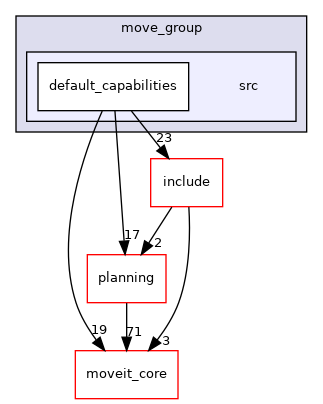 move_group
default_capabilities
src
23
include
17
2
planning
19
71
3
moveit_core